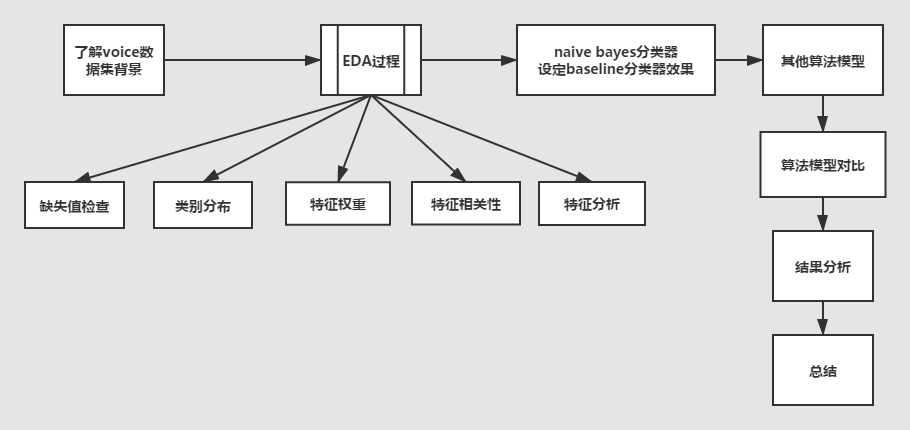 了解voice数
据集背景
EDA过程
naive bayes分类器
设定baseline分类器效果
其他算法模型
算法模型对比
缺失值检查
类别分布
特征权重
特征相关性
特征分析
结果分析
总结